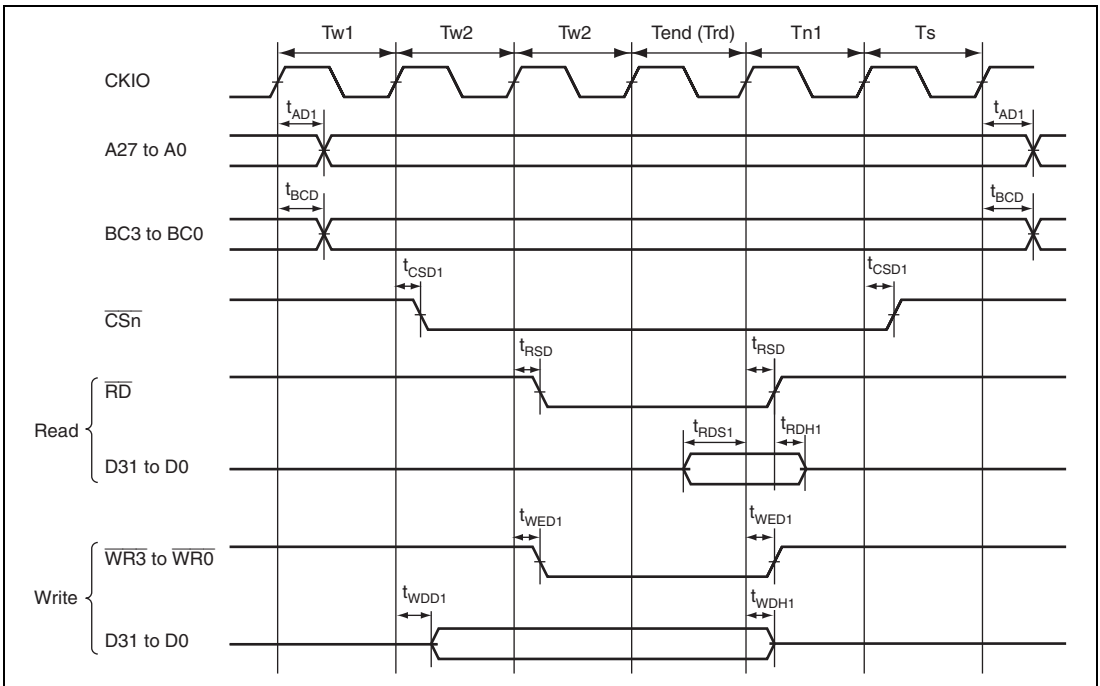 Tw1 Tw2 Tw2 Tend (Trd) Tn1 Ts
CKIO
tAD1 tAD1
A27 to A0
tBCD tBCD
BC3 to BC0
tCSD1 tCSD1
CSn
tRSD tRSD
RD
Read
tRDS1 tRDH1
D31 to D0
tWED1 tWED1
WR3 to WR0
Write
tWDD1 tWDH1
D31 to D0